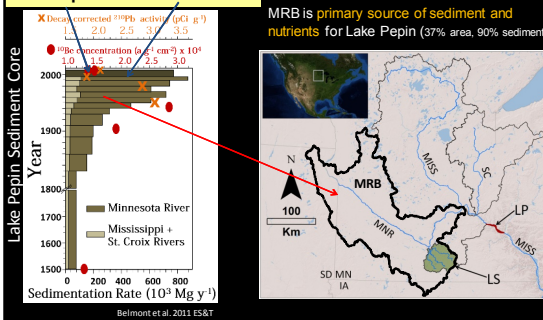 Decay corrected ²¹⁰Pb activity (pCi g⁻¹)
1.5 2.0 2.5 3.0 3.5
¹⁰Be concentration (a g⁻¹ cm⁻²) x 10⁴
1.0 1.5 2.0 2.5 3.0
Lake Pepin Sediment Core
Year
2000
1900
1800
1700
1600
1500
Minnesota River
Mississippi +
St. Croix Rivers
0 200 400 600 800
Sedimentation Rate (10³ Mg y⁻¹)
Belmont et al. 2011 ES&T
MRB is primary source of sediment and
nutrients for Lake Pepin (37% area, 90% sediment
N
100
Km
MRB
MNR
MISS
SC
LP
MISS
LS
SD MN
IA